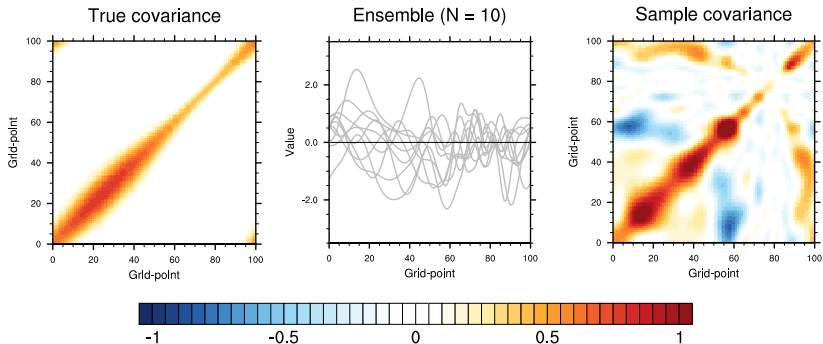 True covariance
Ensemble (N = 10)
Sample covariance
100
80
60
40
20
0
Grid-point
0 20 40 60 80 100
Grid-point
2.0
0.0
-2.0
Value
0 20 40 60 80 100
Grid-point
100
80
60
40
20
0
Grid-point
0 20 40 60 80 100
Grid-point
-1 -0.5 0 0.5 1